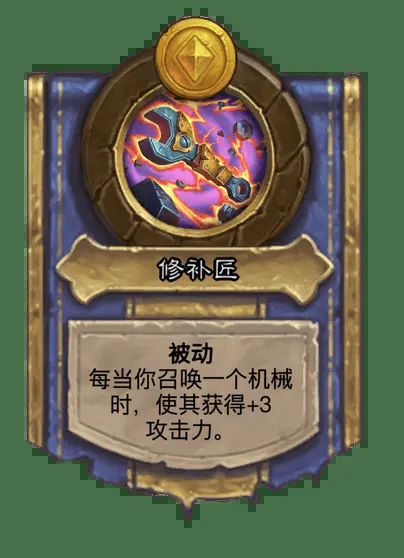 修补匠
被动
每当你召唤一个机械
时，使其获得+3
攻击力。